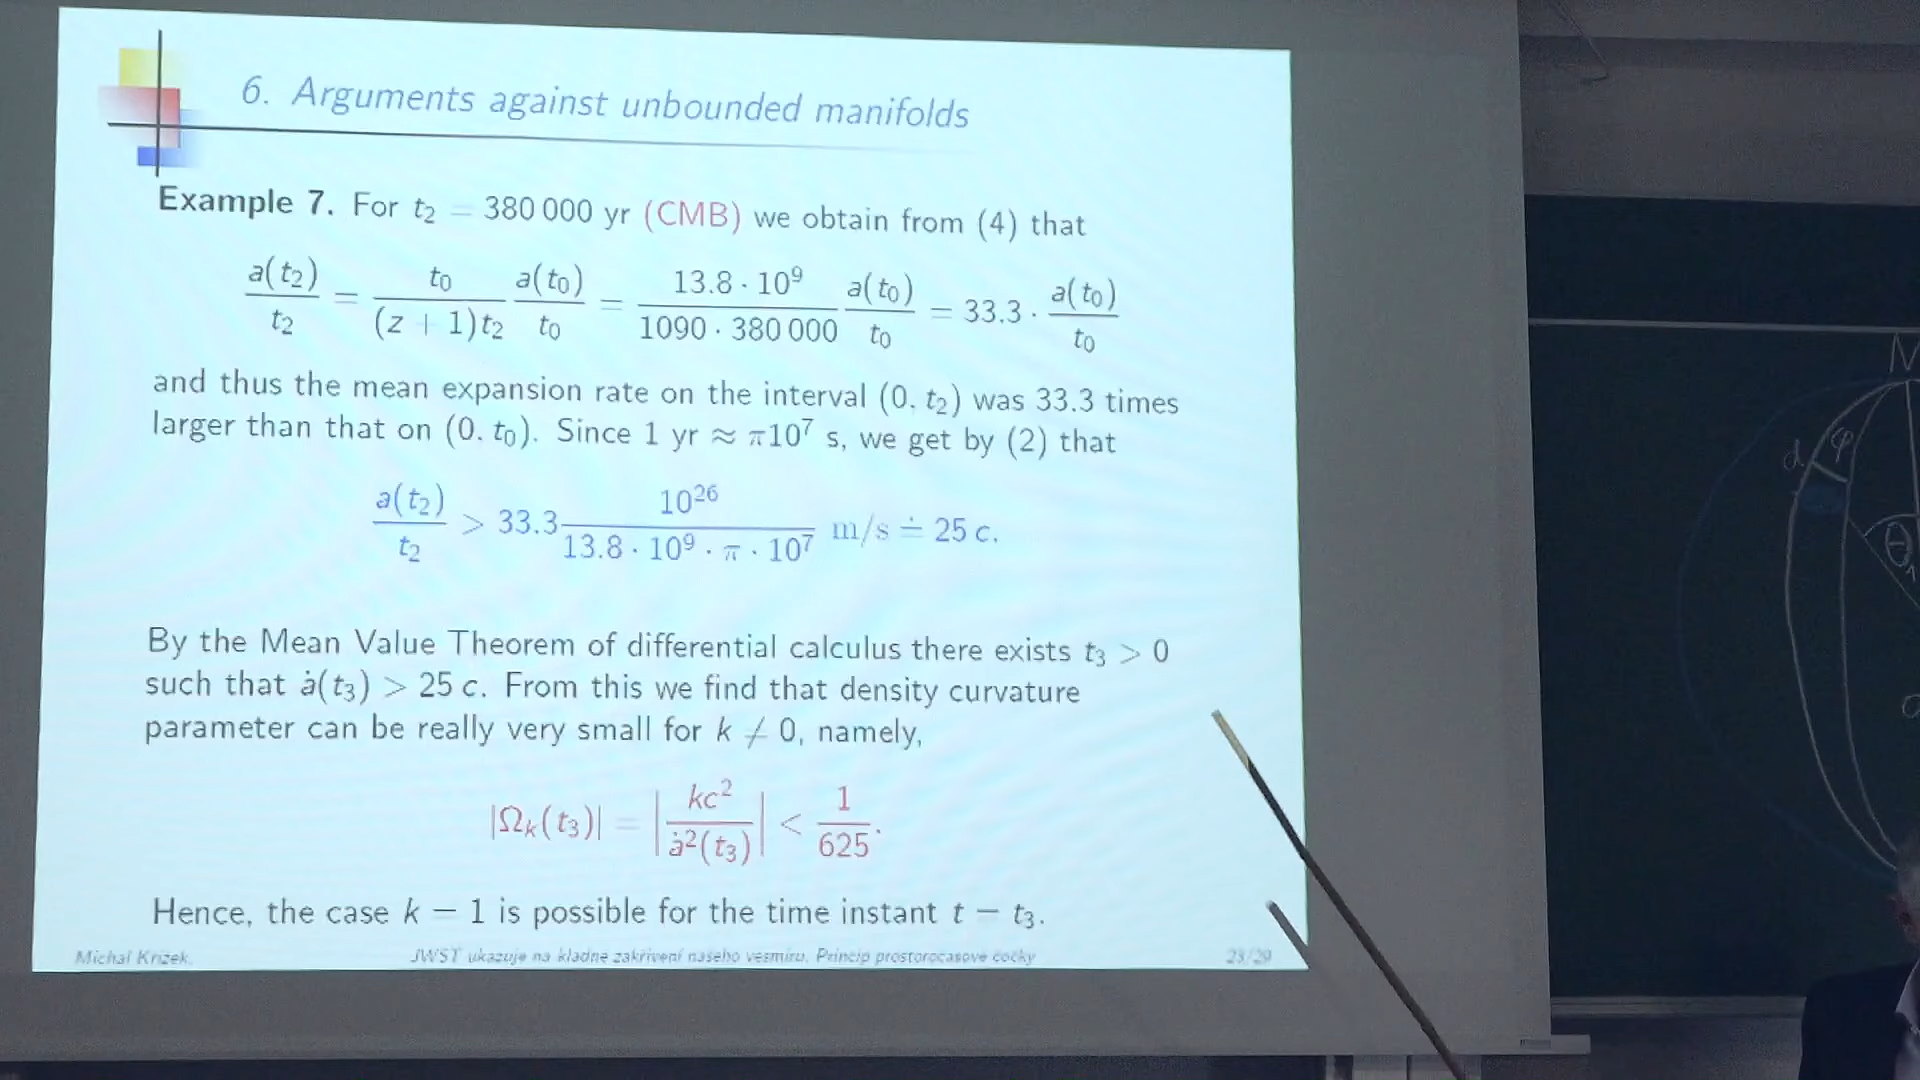 6. Arguments against unbounded manifolds
Example 7. For t₂ = 380 000 yr (CMB) we obtain from (4) that
a(t₂)/t₂ = t₀/((z + 1)t₂) a(t₀)/t₀ = 13.8 · 10⁹/(1090 · 380 000) a(t₀)/t₀ = 33.3 · a(t₀)/t₀
and thus the mean expansion rate on the interval (0, t₂) was 33.3 times
larger than that on (0, t₀). Since 1 yr ≈ π10⁷ s, we get by (2) that
a(t₂)/t₂ > 33.3 10²⁶/(13.8 · 10⁹ · π · 10⁷) m/s ≐ 25 c.
By the Mean Value Theorem of differential calculus there exists t₃ > 0
such that ȧ(t₃) > 25 c. From this we find that density curvature
parameter can be really very small for k ≠ 0, namely,
|Ωₖ(t₃)| = |kc²/ȧ²(t₃)| < 1/625.
Hence, the case k = 1 is possible for the time instant t = t₃.
Michal Křížek, JWST ukazuje na kladné zakřivení našeho vesmíru. Princip prostoročasové čočky 23/29
N
d φ
Θ₁